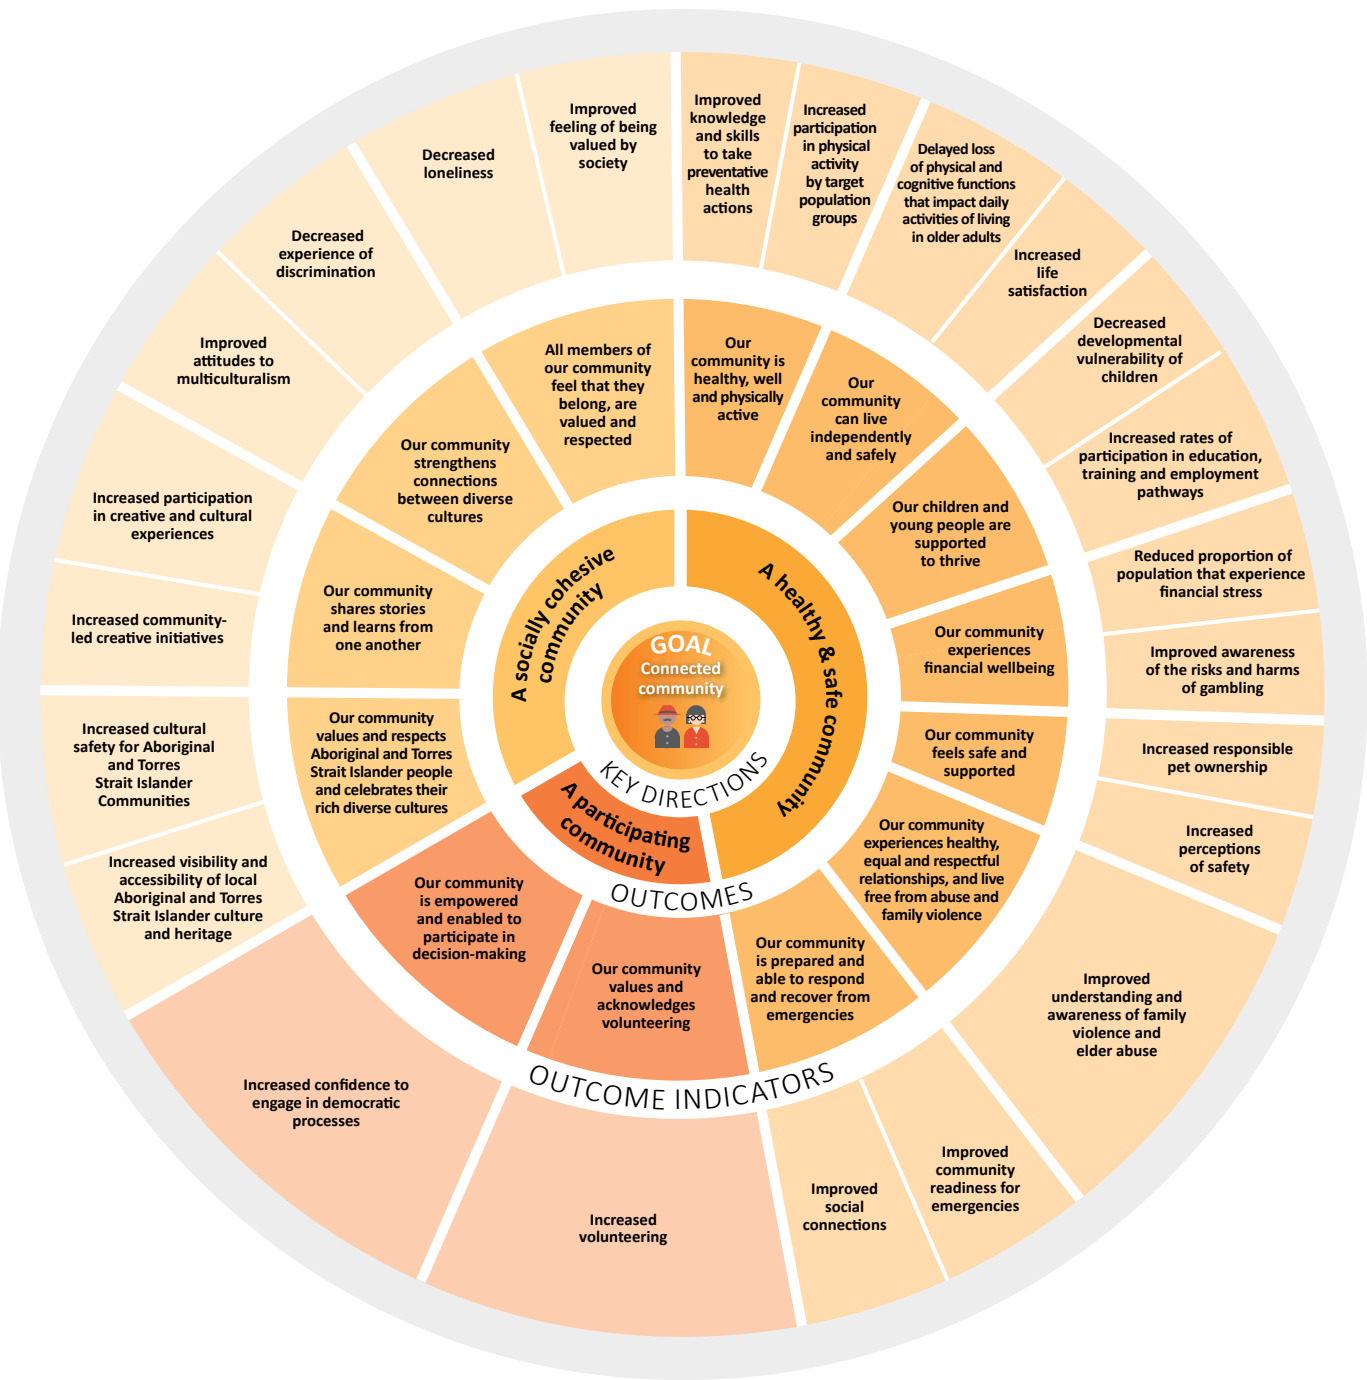 GOAL
Connected
community
KEY DIRECTIONS
A healthy & safe community
A participating
community
A socially cohesive
community
OUTCOMES
Our
community is
healthy, well
and physically
active
Our
community
can live
independently
and safely
Our children and
young people are
supported
to thrive
Our community
experiences
financial wellbeing
Our community
feels safe and
supported
Our community
experiences healthy,
equal and respectful
relationships, and live
free from abuse and
family violence
Our community
is prepared and
able to respond
and recover from
emergencies
Our community
values and
acknowledges
volunteering
Our community
is empowered
and enabled to
participate in
decision-making
Our community
values and respects
Aboriginal and Torres
Strait Islander people
and celebrates their
rich diverse cultures
Our community
shares stories
and learns from
one another
Our community
strengthens
connections
between diverse
cultures
All members of
our community
feel that they
belong, are
valued and
respected
OUTCOME INDICATORS
Improved
knowledge
and skills
to take
preventative
health
actions
Increased
participation
in physical
activity
by target
population
groups
Delayed loss
of physical and
cognitive functions
that impact daily
activities of living
in older adults
Increased
life
satisfaction
Decreased
developmental
vulnerability of
children
Increased rates of
participation in education,
training and employment
pathways
Reduced proportion of
population that experience
financial stress
Improved awareness
of the risks and harms
of gambling
Increased responsible
pet ownership
Increased
perceptions
of safety
Improved
understanding and
awareness of family
violence and
elder abuse
Improved
community
readiness for
emergencies
Improved
social
connections
Increased
volunteering
Increased confidence to
engage in democratic
processes
Increased visibility and
accessibility of local
Aboriginal and Torres
Strait Islander culture
and heritage
Increased cultural
safety for Aboriginal
and Torres
Strait Islander
Communities
Increased community-
led creative initiatives
Increased participation
in creative and cultural
experiences
Improved
attitudes to
multiculturalism
Decreased
experience of
discrimination
Decreased
loneliness
Improved
feeling of being
valued by
society